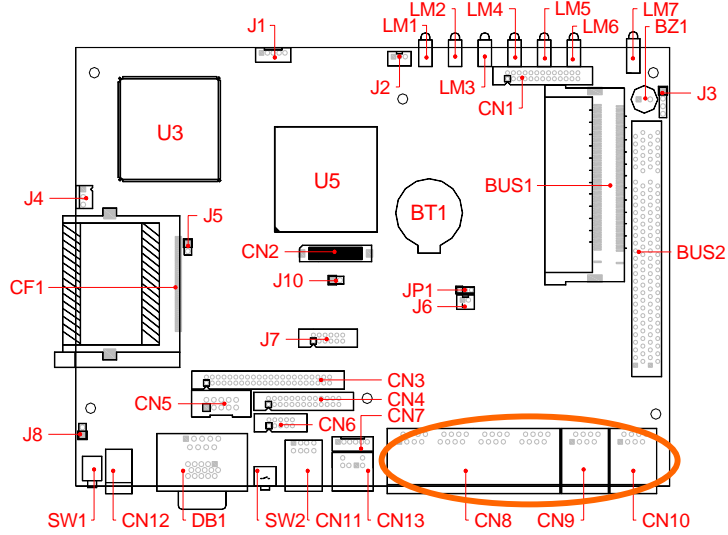 LM2 LM4 LM5 LM7
J1 LM1 LM6 BZ1
J2 LM3 J3
CN1
U3
U5 BUS1
J4
BT1
J5
CN2 BUS2
CF1 J10 JP1
J6
J7
CN3
CN5 CN4
CN7
J8 CN6
SW1 CN12 DB1 SW2 CN11 CN13 CN8 CN9 CN10